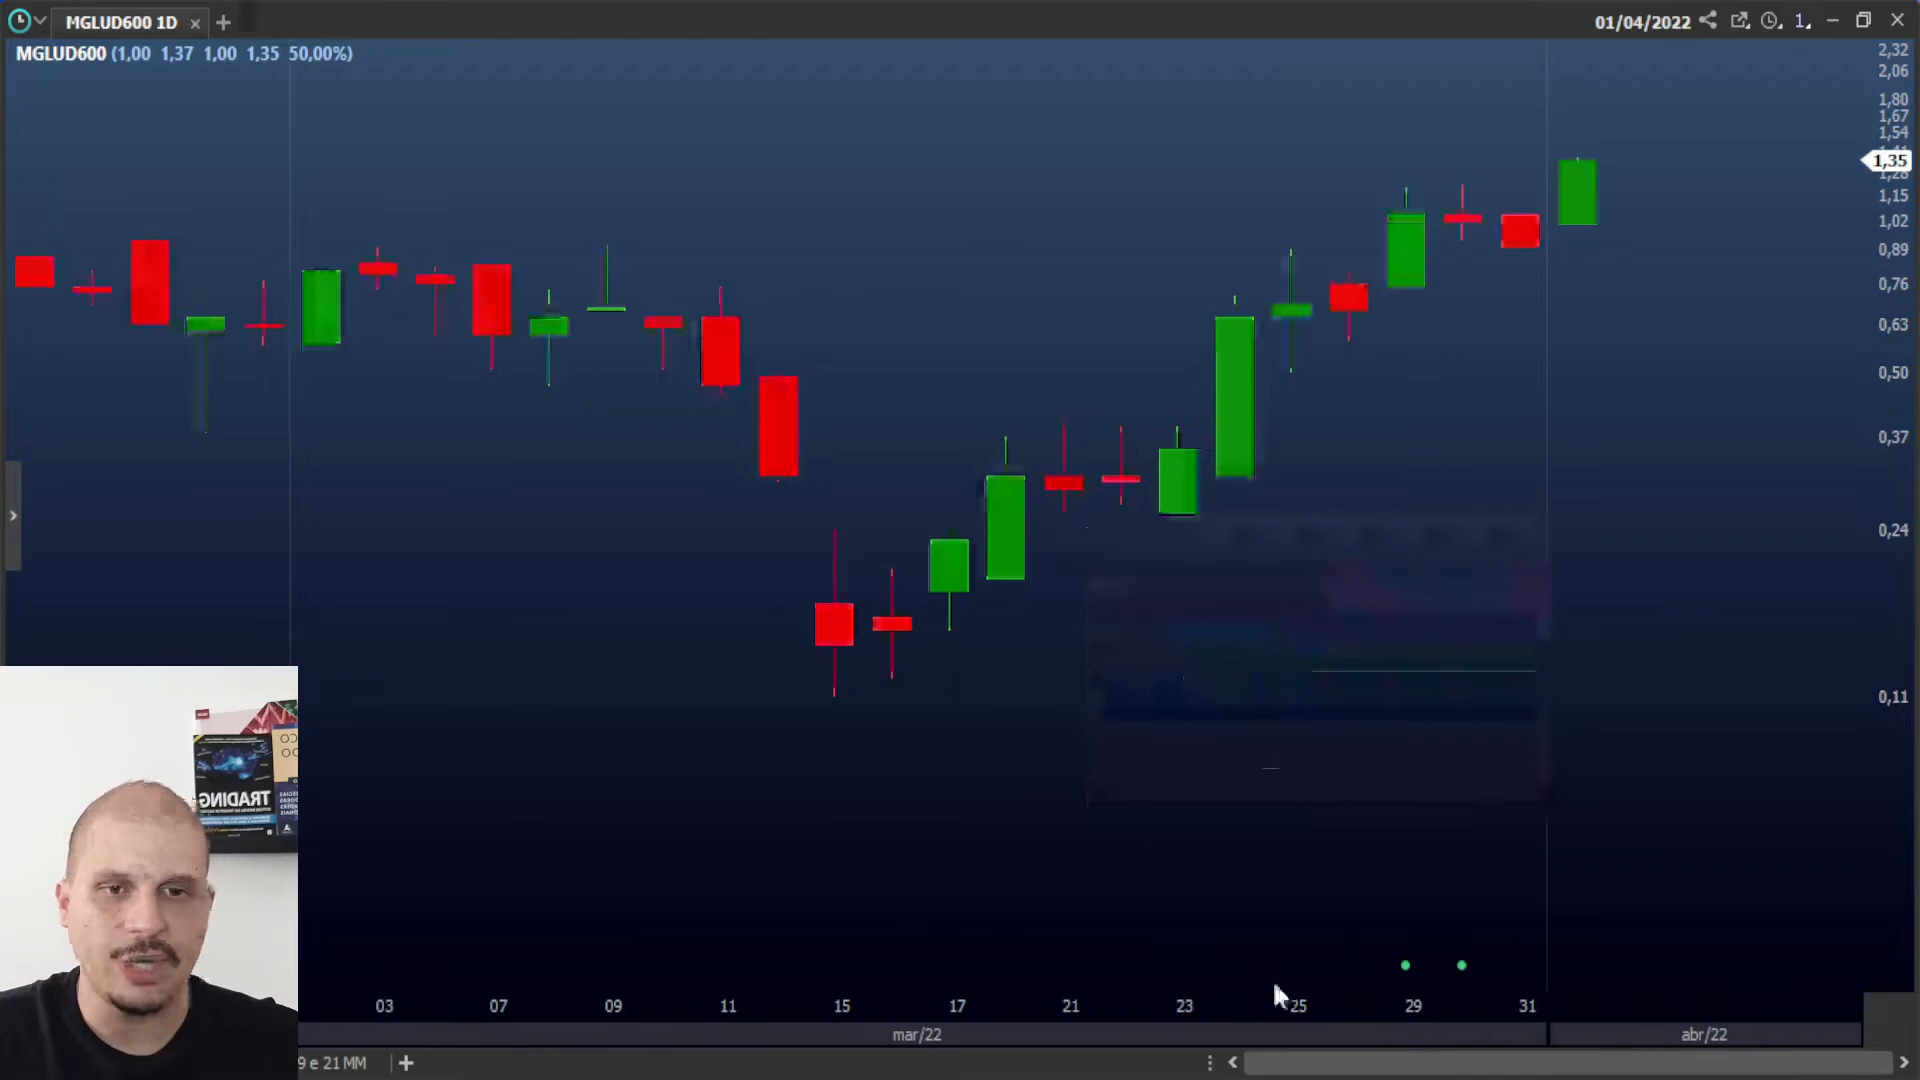 MGLUD600 1D × +
01/04/2022 1
MGLUD600 (1,00 1,37 1,00 1,35 50,00%)
2,32
2,06
1,80
1,67
1,54
1,35
1,28
1,15
1,02
0,89
0,76
0,63
0,50
0,37
0,24
0,11
TRADING
03 07 09 11 15 17 21 23 25 29 31
mar/22 abr/22
9 e 21 MM +